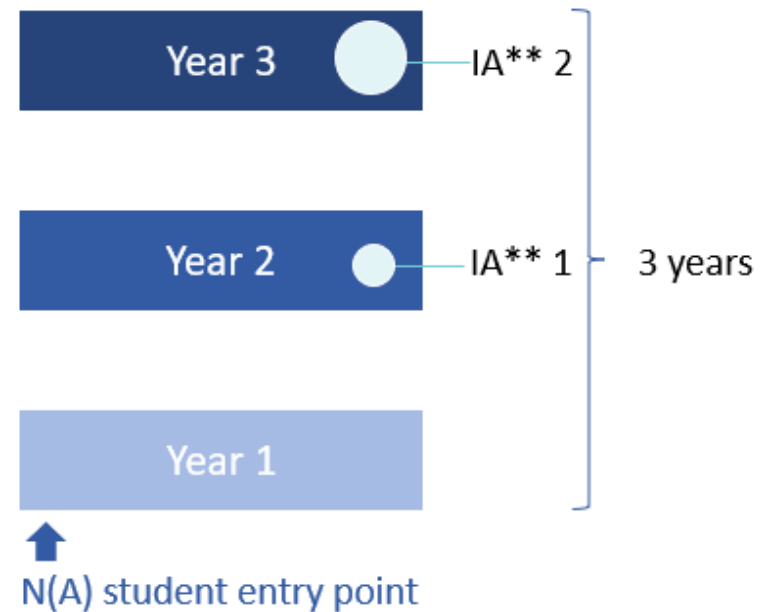 Year 3
IA** 2
Year 2
IA** 1
3 years
Year 1
N(A) student entry point